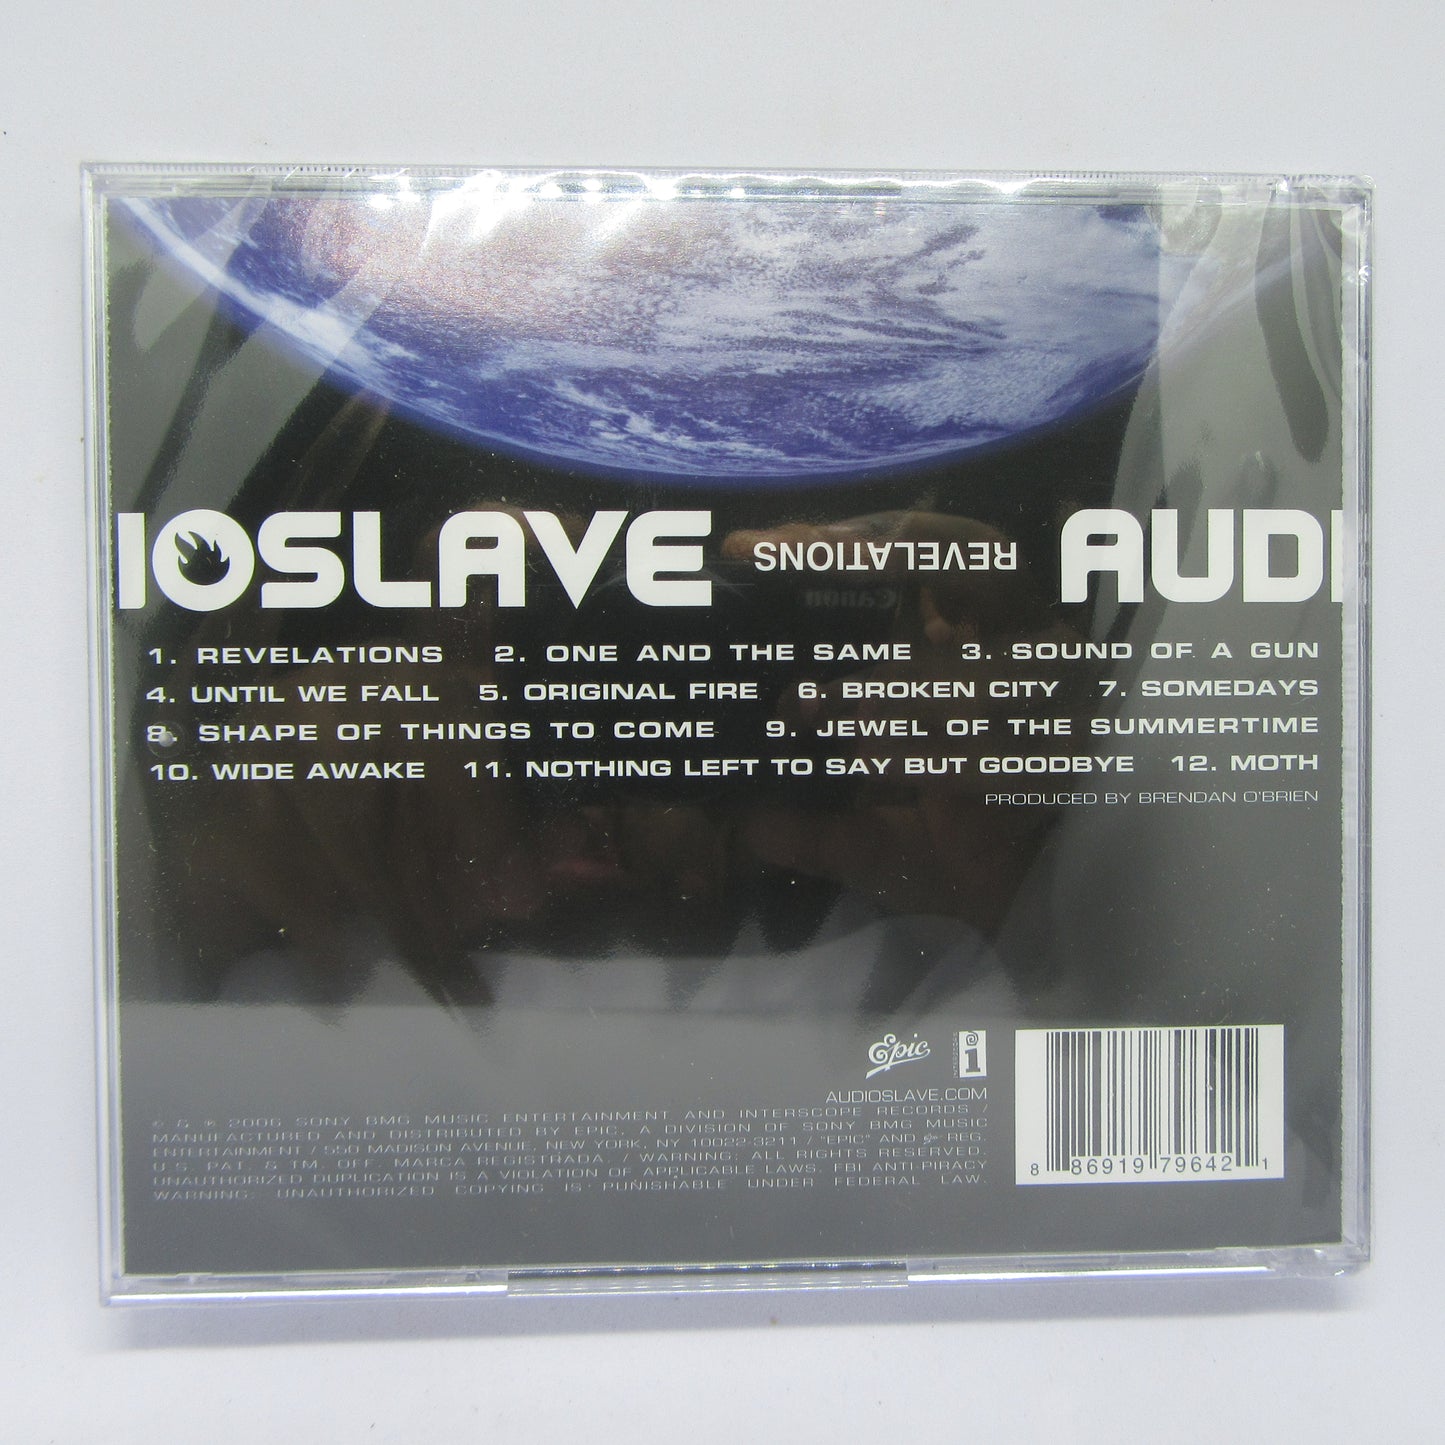 IOSLAVE REVELATIONS AUDI
1. REVELATIONS 2. ONE AND THE SAME 3. SOUND OF A GUN
4. UNTIL WE FALL 5. ORIGINAL FIRE 6. BROKEN CITY 7. SOMEDAYS
8. SHAPE OF THINGS TO COME 9. JEWEL OF THE SUMMERTIME
10. WIDE AWAKE 11. NOTHING LEFT TO SAY BUT GOODBYE 12. MOTH
PRODUCED BY BRENDAN O'BRIEN
Epic INTERSCOPE i
AUDIOSLAVE.COM
© & ℗ 2006 SONY BMG MUSIC ENTERTAINMENT AND INTERSCOPE RECORDS /
MANUFACTURED AND DISTRIBUTED BY EPIC, A DIVISION OF SONY BMG MUSIC
ENTERTAINMENT / 550 MADISON AVENUE, NEW YORK, NY 10022-3211 / "EPIC" AND Epic REG.
U.S. PAT. & TM. OFF. MARCA REGISTRADA. / WARNING: ALL RIGHTS RESERVED.
UNAUTHORIZED DUPLICATION IS A VIOLATION OF APPLICABLE LAWS. FBI ANTI-PIRACY
WARNING: UNAUTHORIZED COPYING IS PUNISHABLE UNDER FEDERAL LAW.
8 86919 79642 1